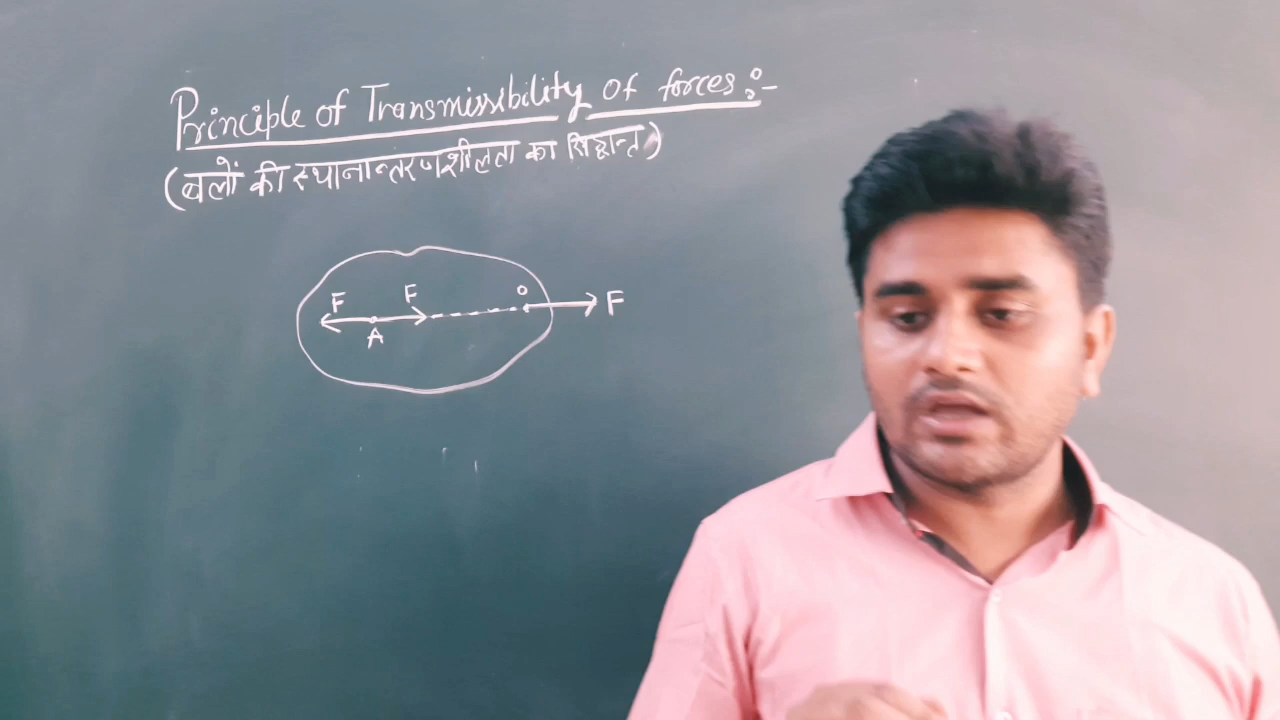 Principle of Transmissibility of forces :-
(बलों की स्थानान्तरणशीलता का सिद्धान्त)
F F O F
A